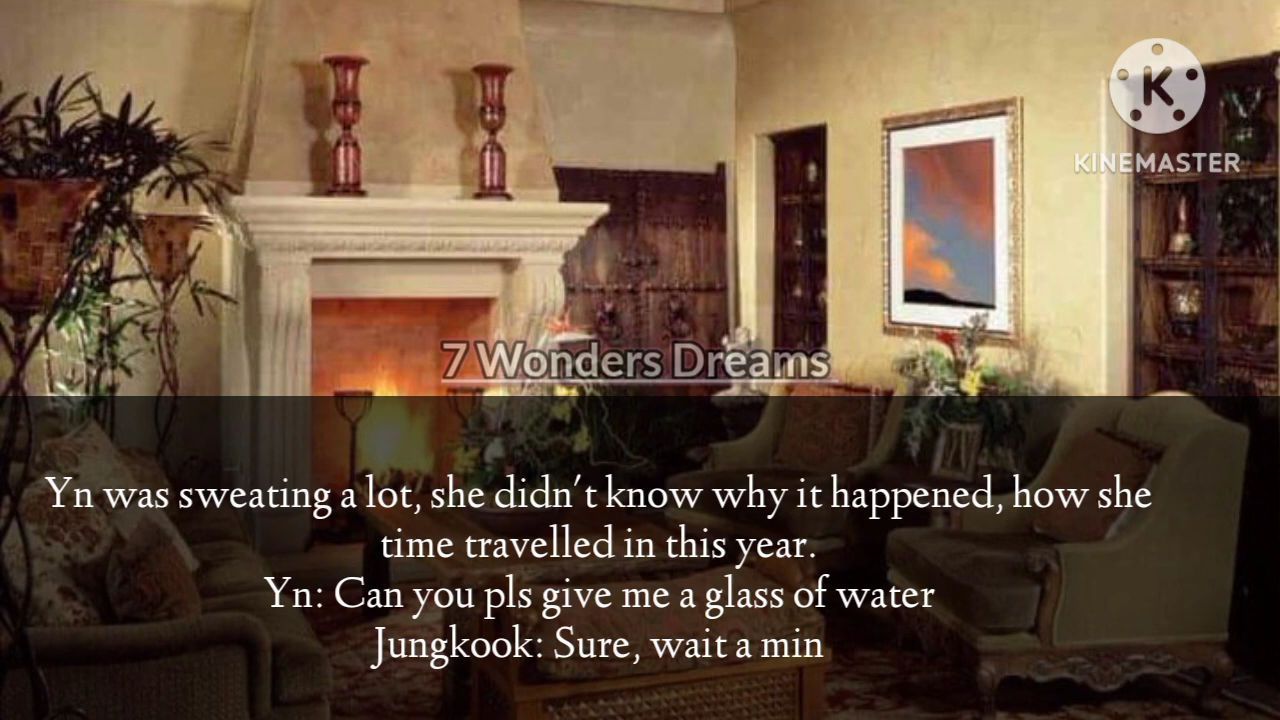 KINEMASTER
7 Wonders Dreams
Yn was sweating a lot, she didn't know why it happened, how she
time travelled in this year.
Yn: Can you pls give me a glass of water
Jungkook: Sure, wait a min